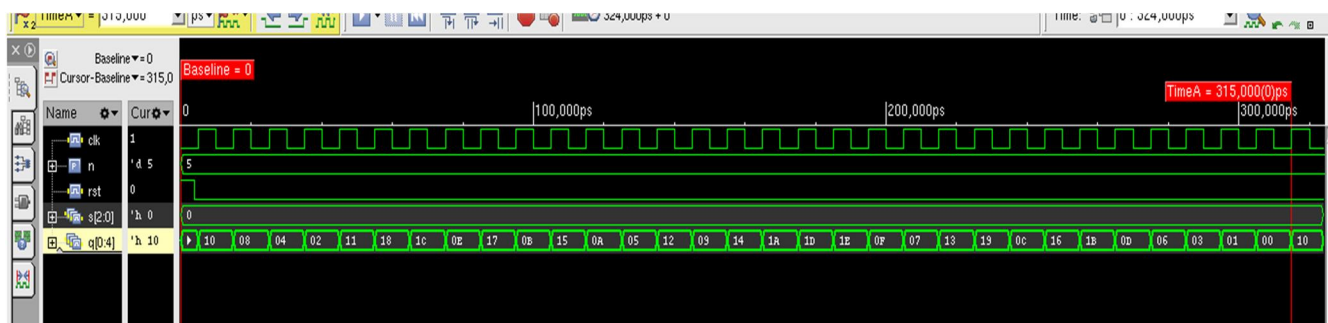 x2 TimeA = 315,000 ps 324,000ps + 0 Time: 0 : 324,000ps
Baseline = 0
Cursor-Baseline = 315,0
Baseline = 0
TimeA = 315,000(0)ps
Name Cur 0 100,000ps 200,000ps 300,000ps
clk 1
n 'd 5 5
rst 0
s[2:0] 'h 0 0
q[0:4] 'h 10 10 08 04 02 11 18 1C 0E 17 0B 15 0A 05 12 09 14 1A 1D 1E 0F 07 13 19 0C 16 1B 0D 06 03 01 00 10